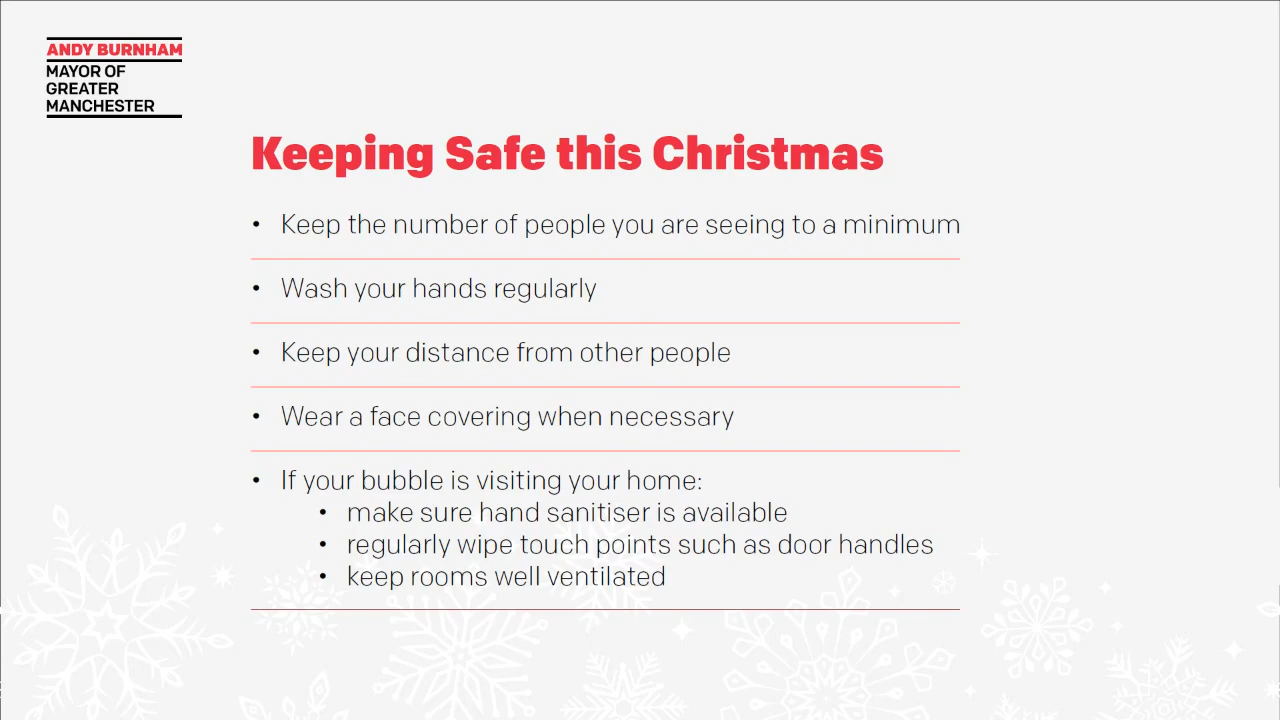 ANDY BURNHAM
MAYOR OF
GREATER
MANCHESTER
Keeping Safe this Christmas
• Keep the number of people you are seeing to a minimum
• Wash your hands regularly
• Keep your distance from other people
• Wear a face covering when necessary
• If your bubble is visiting your home:
• make sure hand sanitiser is available
• regularly wipe touch points such as door handles
• keep rooms well ventilated